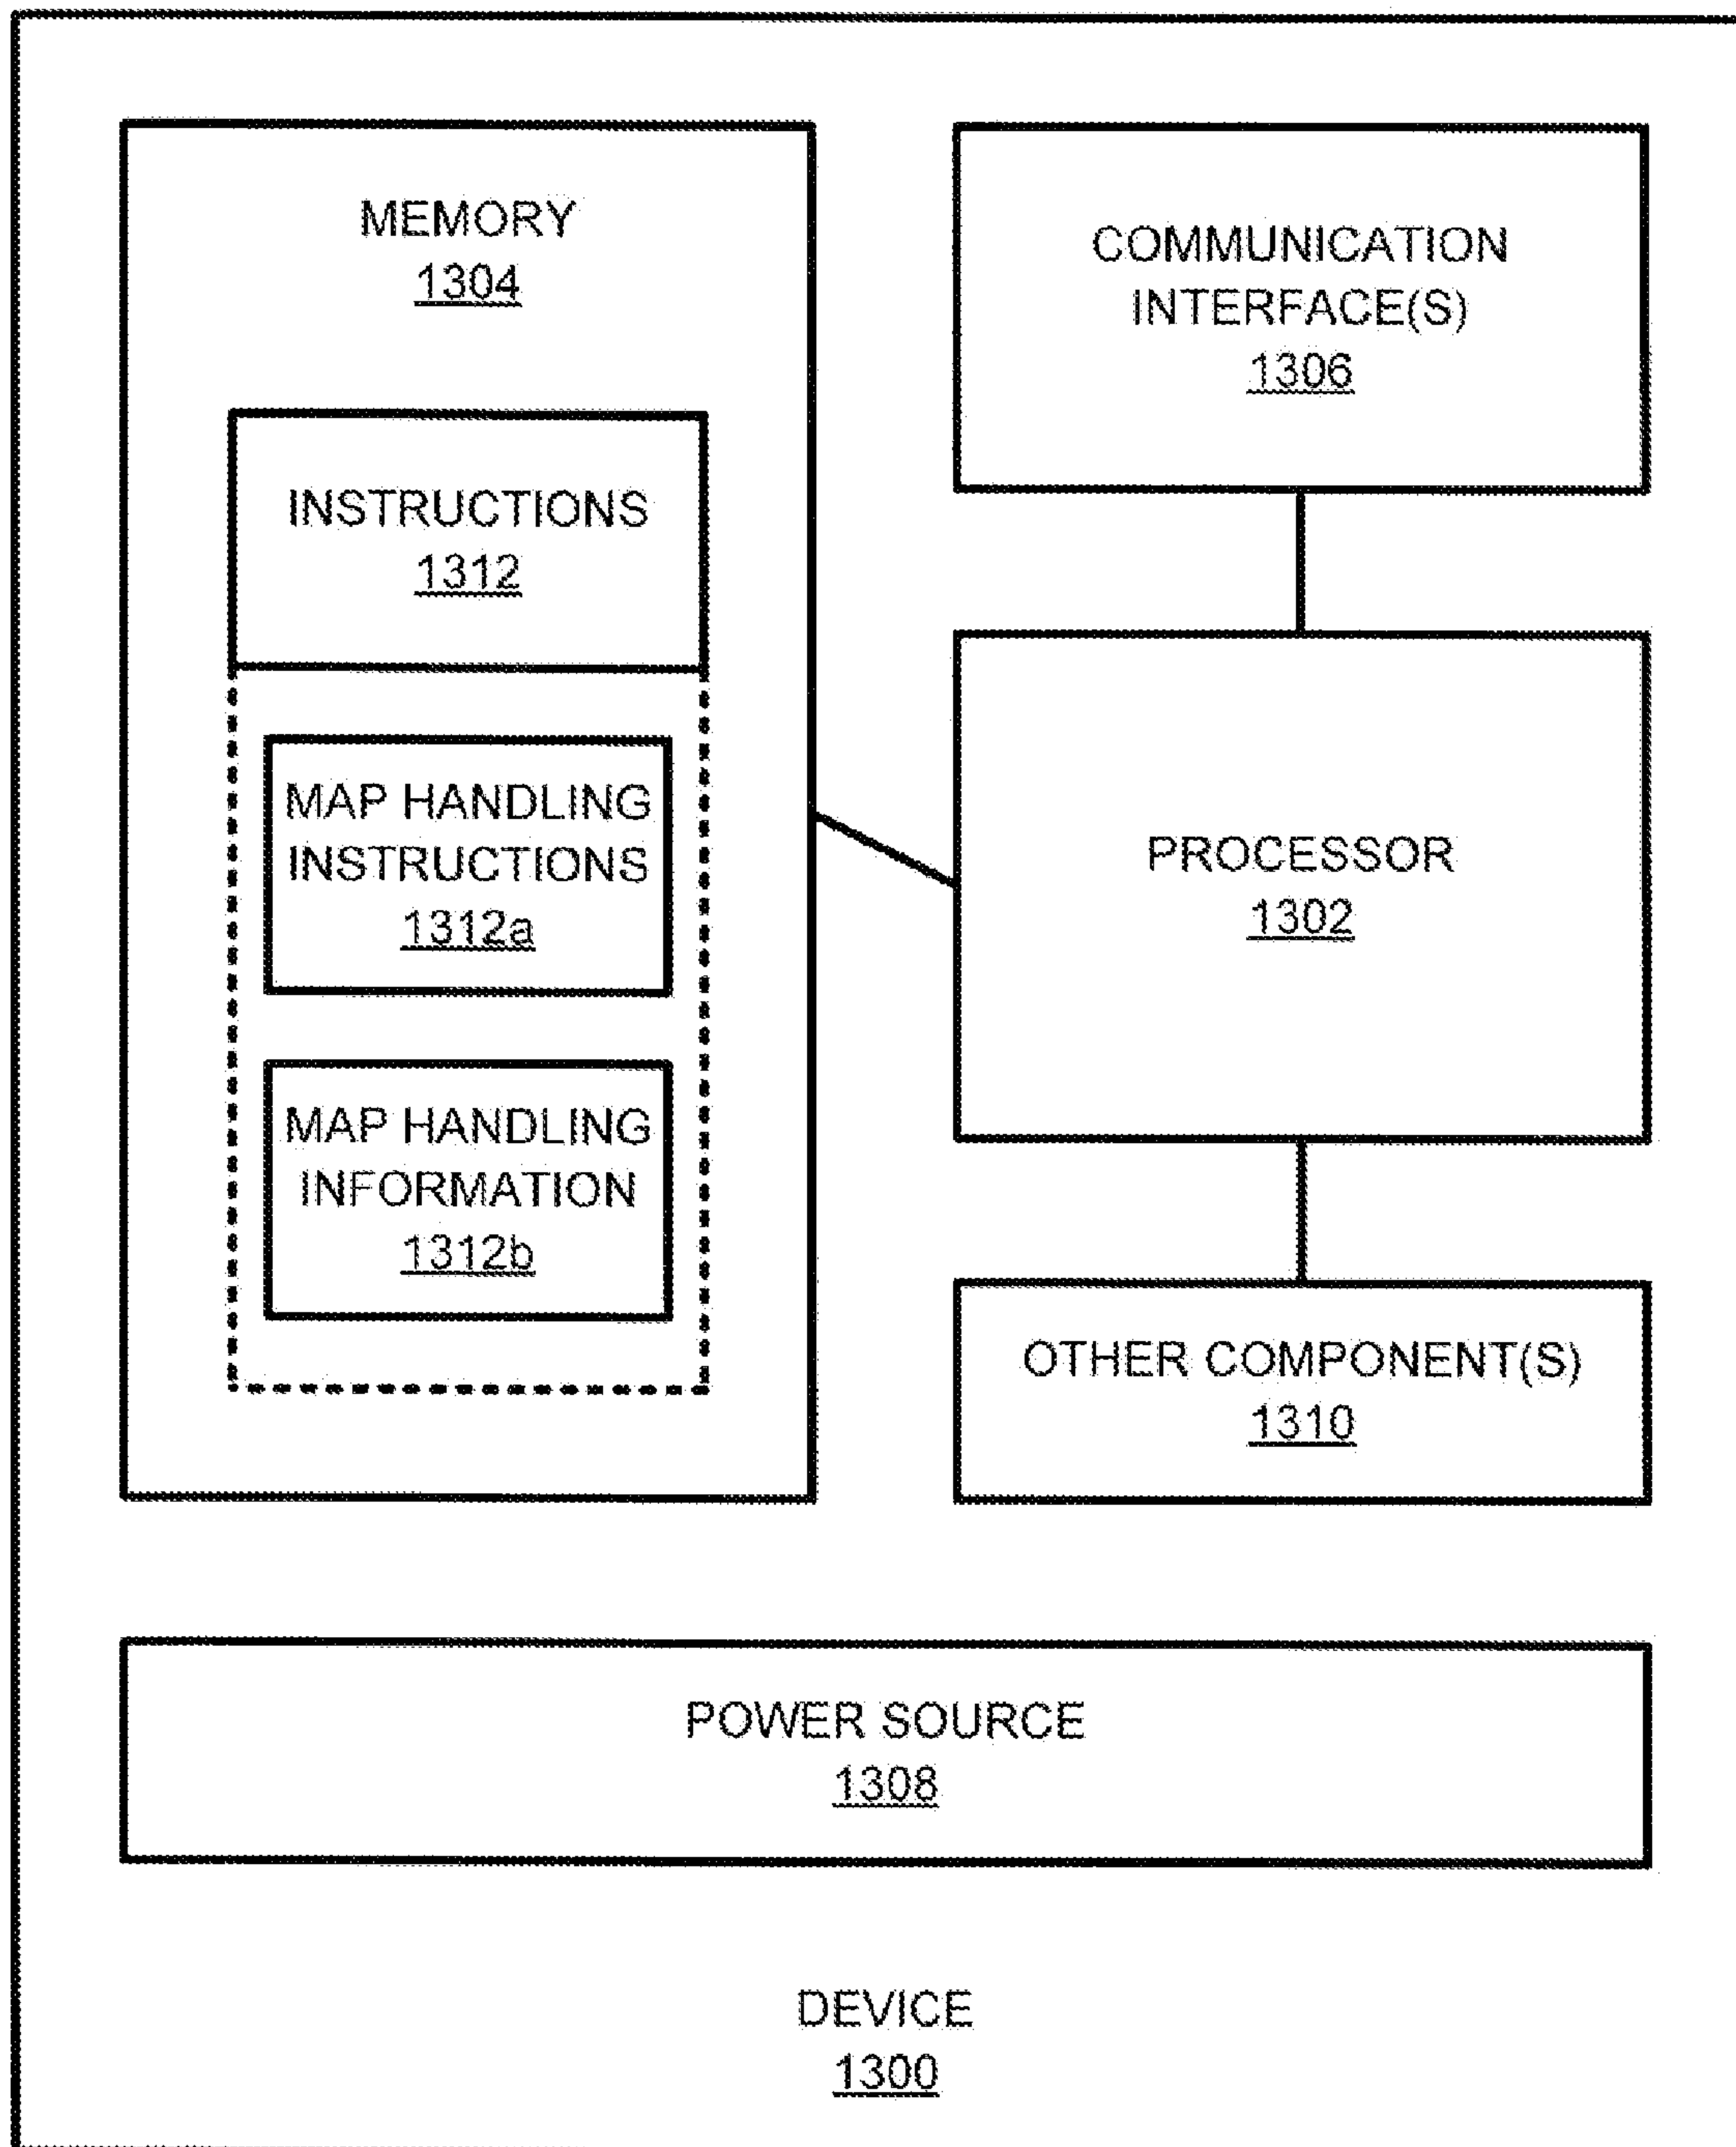 MEMORY
1304
INSTRUCTIONS
1312
MAP HANDLING
INSTRUCTIONS
1312a
MAP HANDLING
INFORMATION
1312b
COMMUNICATION
INTERFACE(S)
1306
PROCESSOR
1302
OTHER COMPONENT(S)
1310
POWER SOURCE
1308
DEVICE
1300